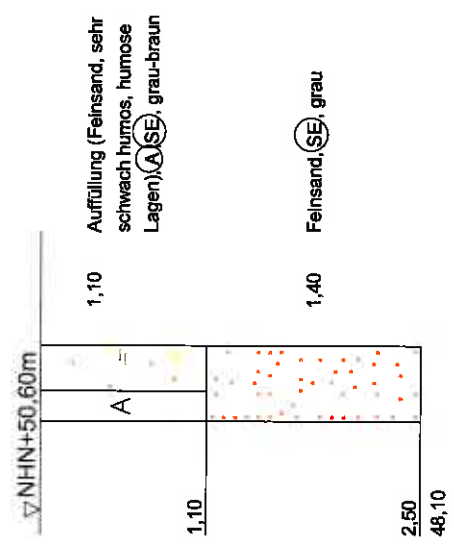 ▽ NHN+50,60m
A
1,10
1,10 Auffüllung (Feinsand, sehr
schwach humos, humose
Lagen), A SE, grau-braun
1,40 Feinsand, SE, grau
2,50
48,10